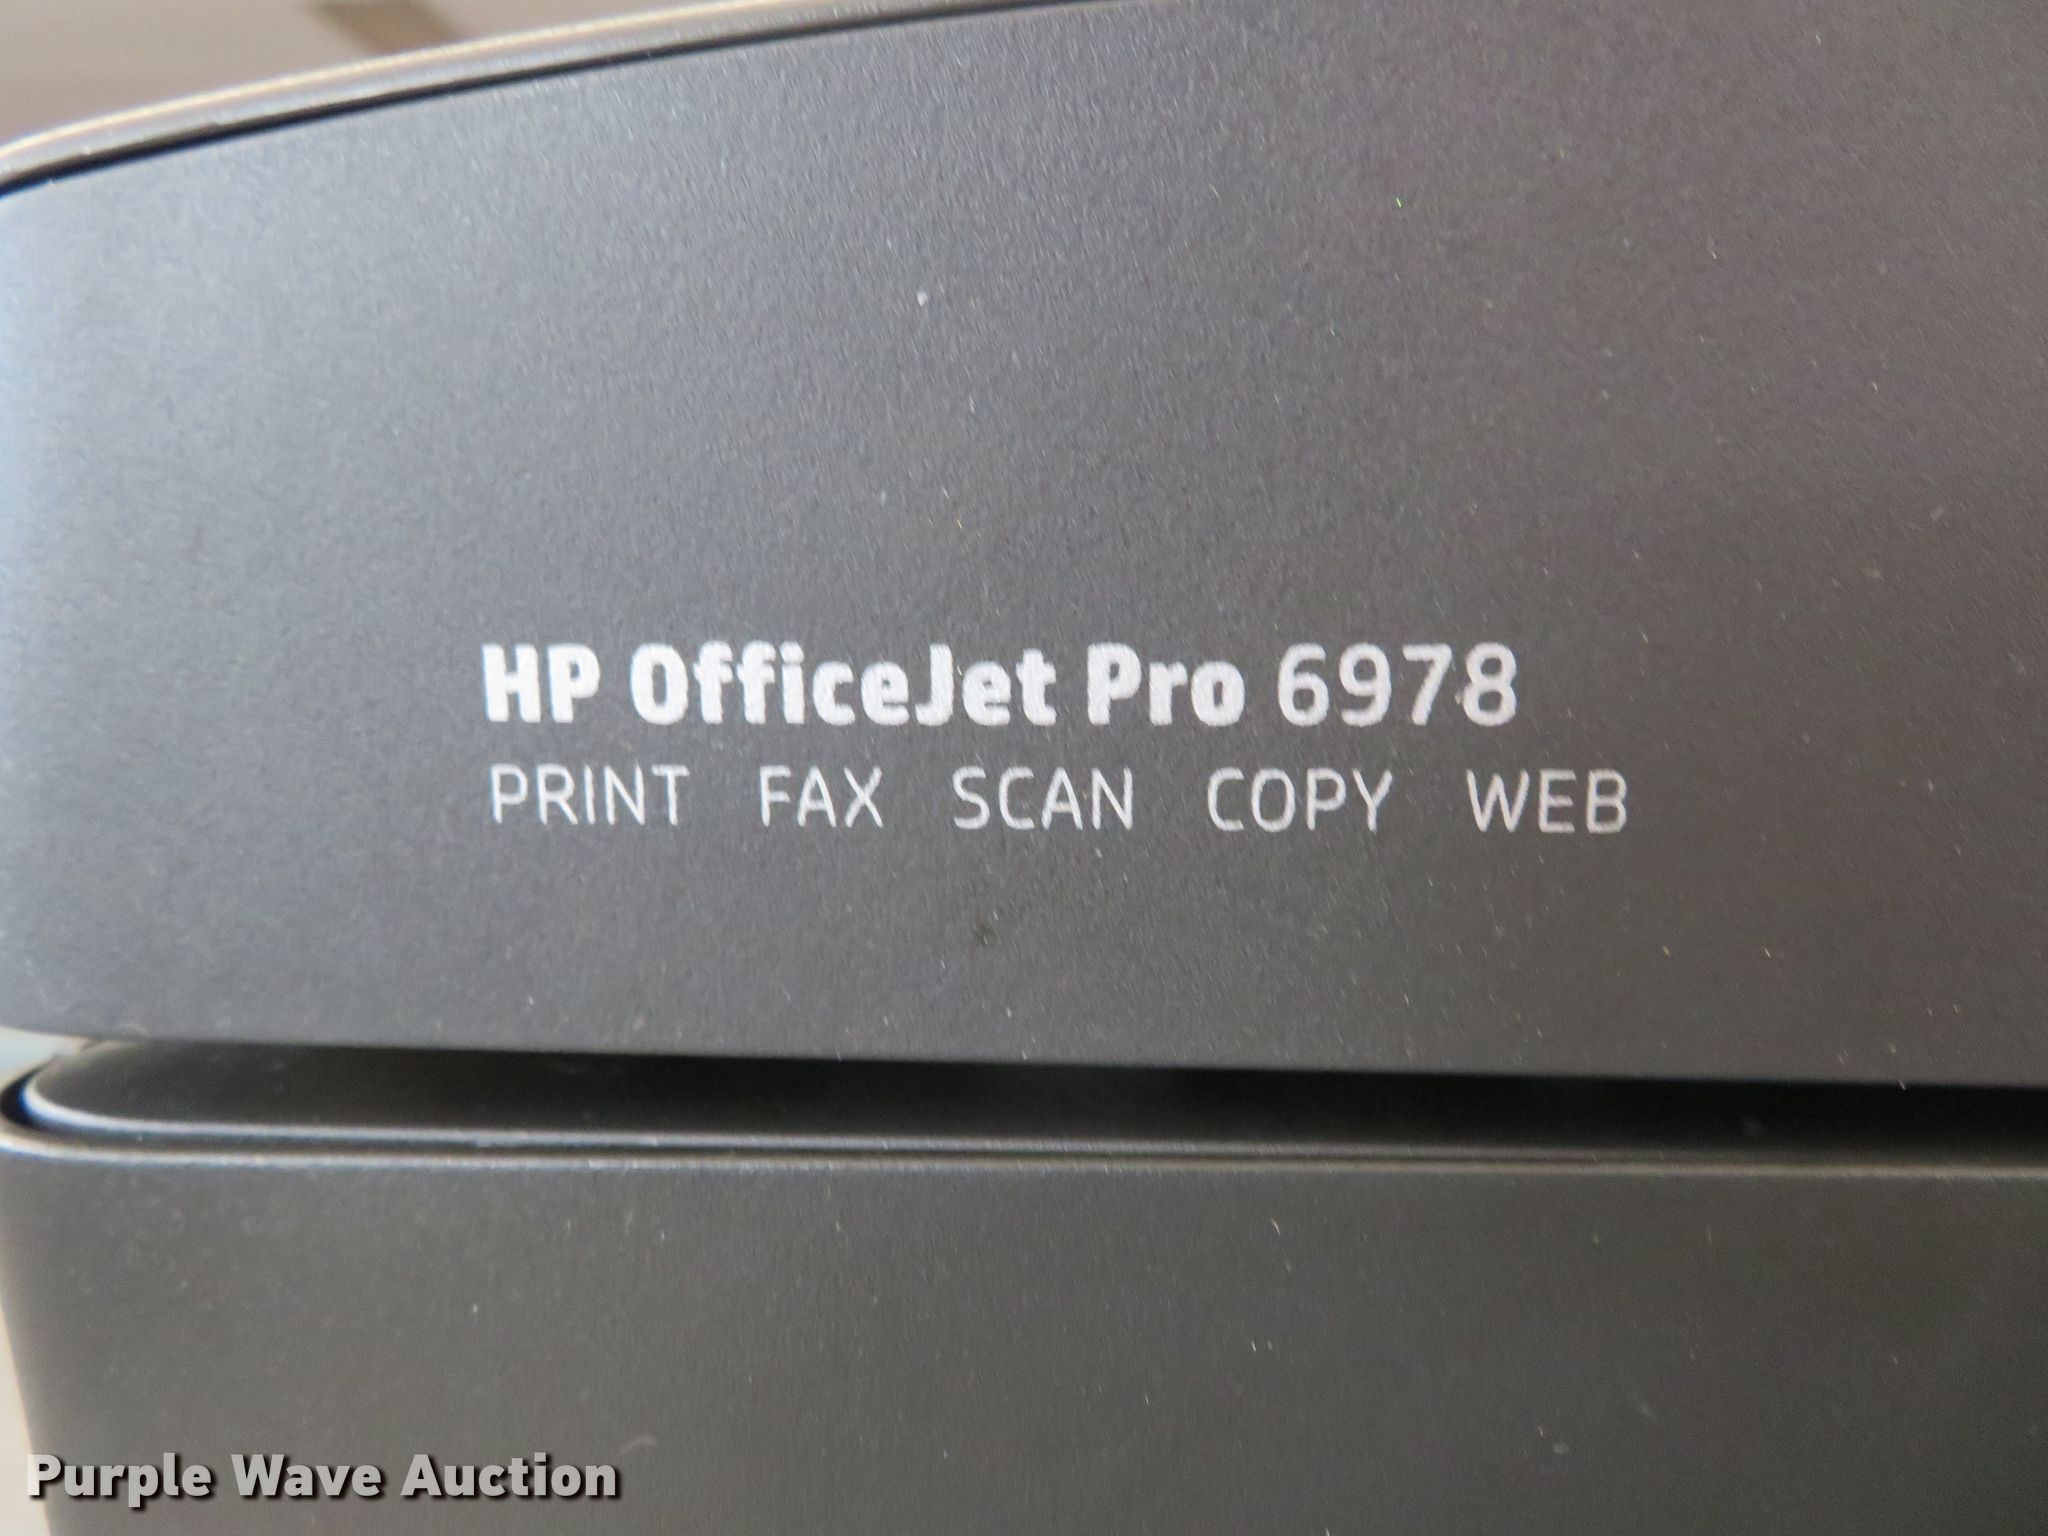 HP OfficeJet Pro 6978
PRINT FAX SCAN COPY WEB
Purple Wave Auction